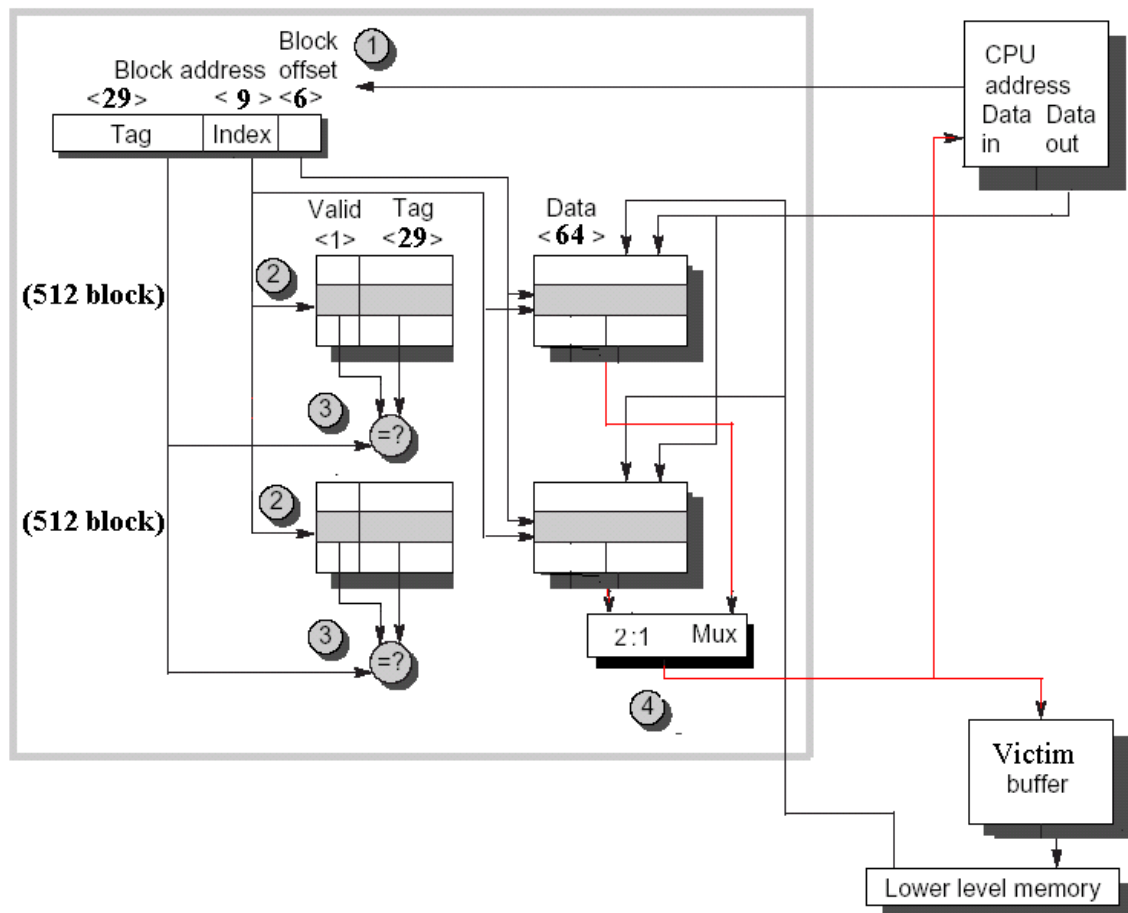 Block
offset
1
Block address
<29>
< 9 >
<6>
Tag
Index
CPU
address
Data
in
Data
out
Valid
<1>
Tag
<29>
Data
< 64 >
(512 block)
2
3
=?
(512 block)
2
3
=?
2:1 Mux
4
Victim
buffer
Lower level memory